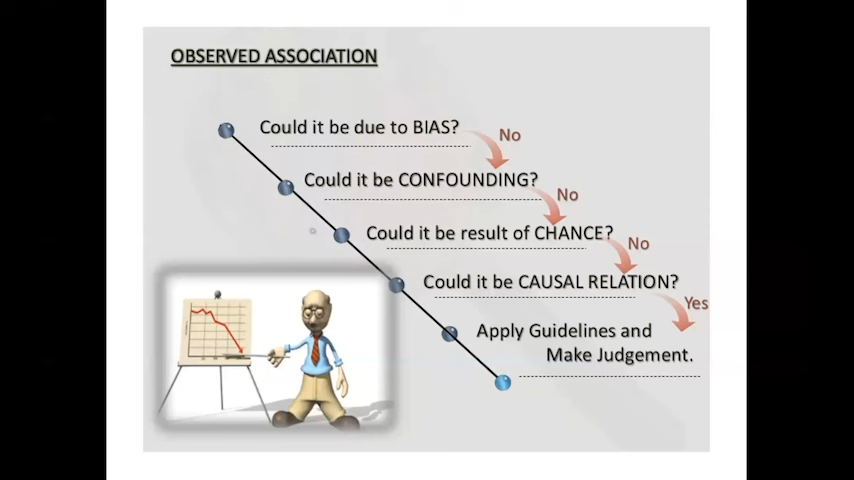 OBSERVED ASSOCIATION
Could it be due to BIAS?
No
Could it be CONFOUNDING?
No
Could it be result of CHANCE?
No
Could it be CAUSAL RELATION?
Yes
Apply Guidelines and
Make Judgement.